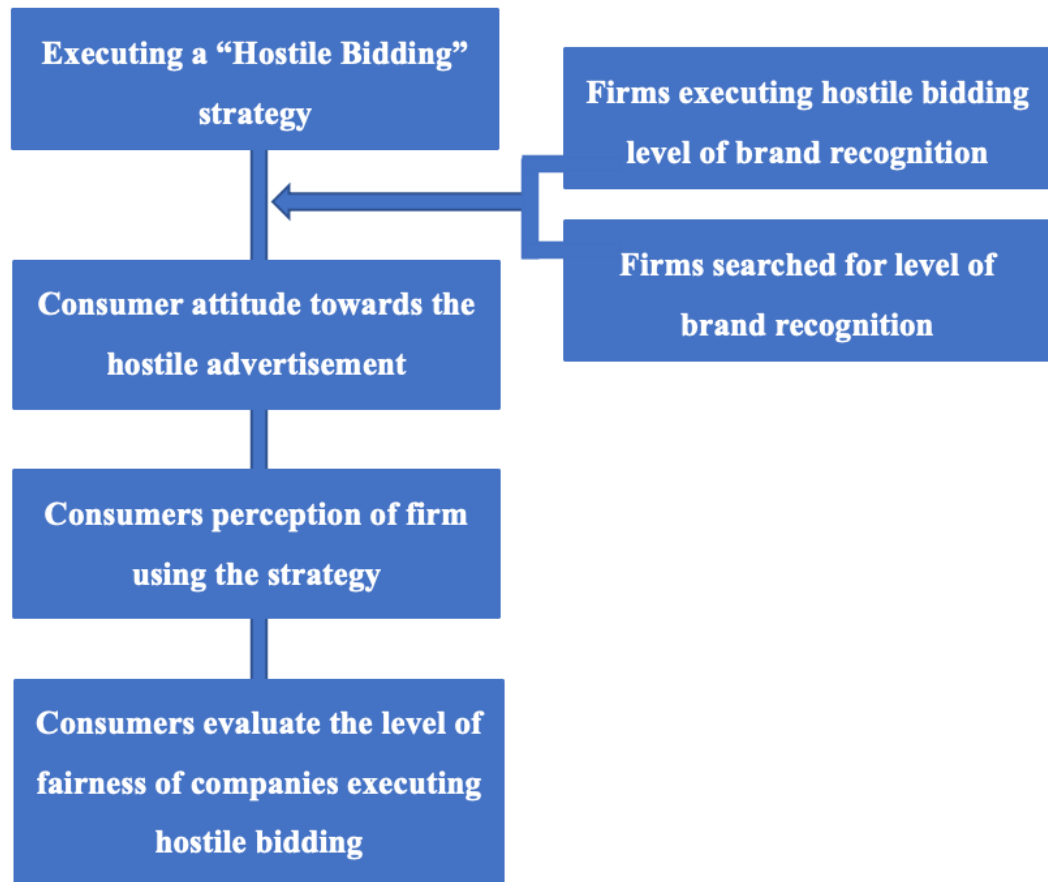 Executing a “Hostile Bidding”
strategy
Firms executing hostile bidding
level of brand recognition
Firms searched for level of
brand recognition
Consumer attitude towards the
hostile advertisement
Consumers perception of firm
using the strategy
Consumers evaluate the level of
fairness of companies executing
hostile bidding